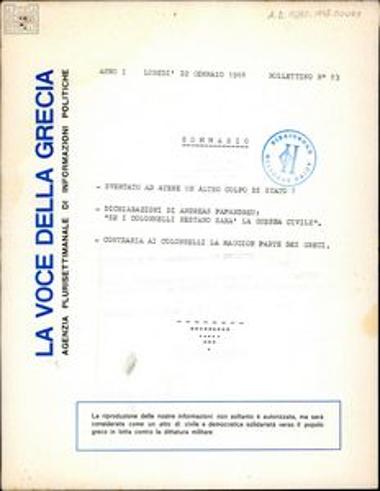 ANNO I LUNEDI' 22 GENNAIO 1968 BOLLETTINO N° 13
SOMMARIO
- SVENTATO AD ATENE UN ALTRO COLPO DI STATO ?
- DICHIARAZIONI DI ANDREAS PAPANDREU:
"SE I COLONNELLI RESTANO SARA' LA GUERRA CIVILE".
- CONTRARIA AI COLONNELLI LA MAGGIOR PARTE DEI GRECI.
LA VOCE DELLA GRECIA
AGENZIA PLURISETTIMANALE DI INFORMAZIONI POLITICHE
La riproduzione delle nostre informazioni non soltanto è autorizzata, ma sarà
considerata come un atto di civile e democratica solidarietà verso il popolo
greco in lotta contro la dittatura militare